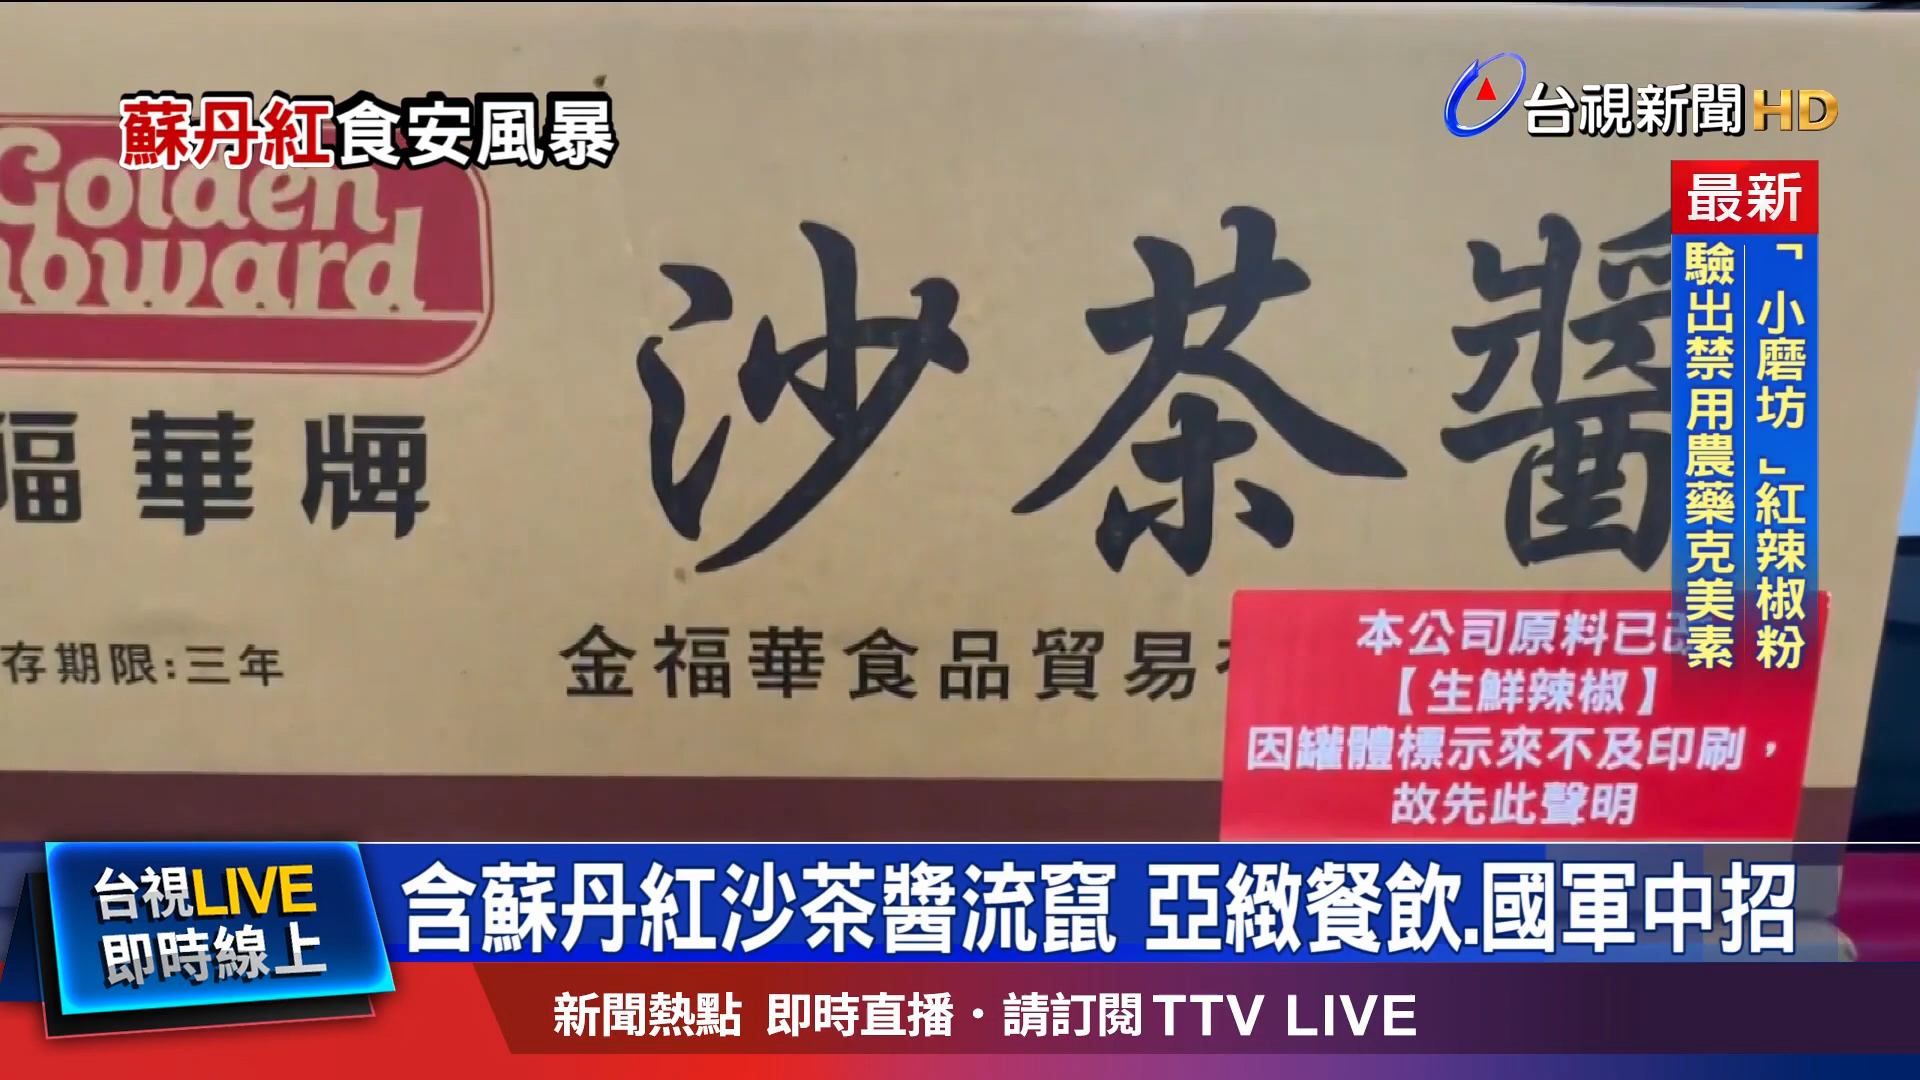 蘇丹紅食安風暴
台視新聞HD
最新
「小磨坊」紅辣椒粉
驗出禁用農藥克美素
Golden
福華牌
沙茶醬
存期限:三年
金福華食品貿易
本公司原料已改
【生鮮辣椒】
因罐體標示來不及印刷，
故先此聲明
台視LIVE
即時線上
含蘇丹紅沙茶醬流竄 亞緻餐飲.國軍中招
新聞熱點 即時直播・請訂閱TTV LIVE